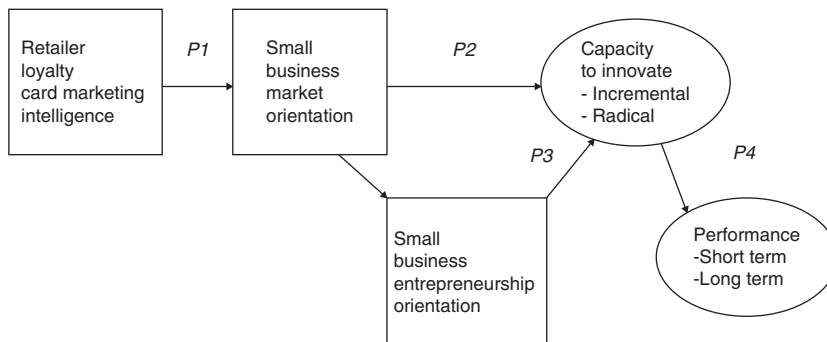 Retailer
loyalty
card marketing
intelligence
P1
Small
business
market
orientation
P2
Capacity
to innovate
- Incremental
- Radical
P3
P4
Small
business
entrepreneurship
orientation
Performance
-Short term
-Long term